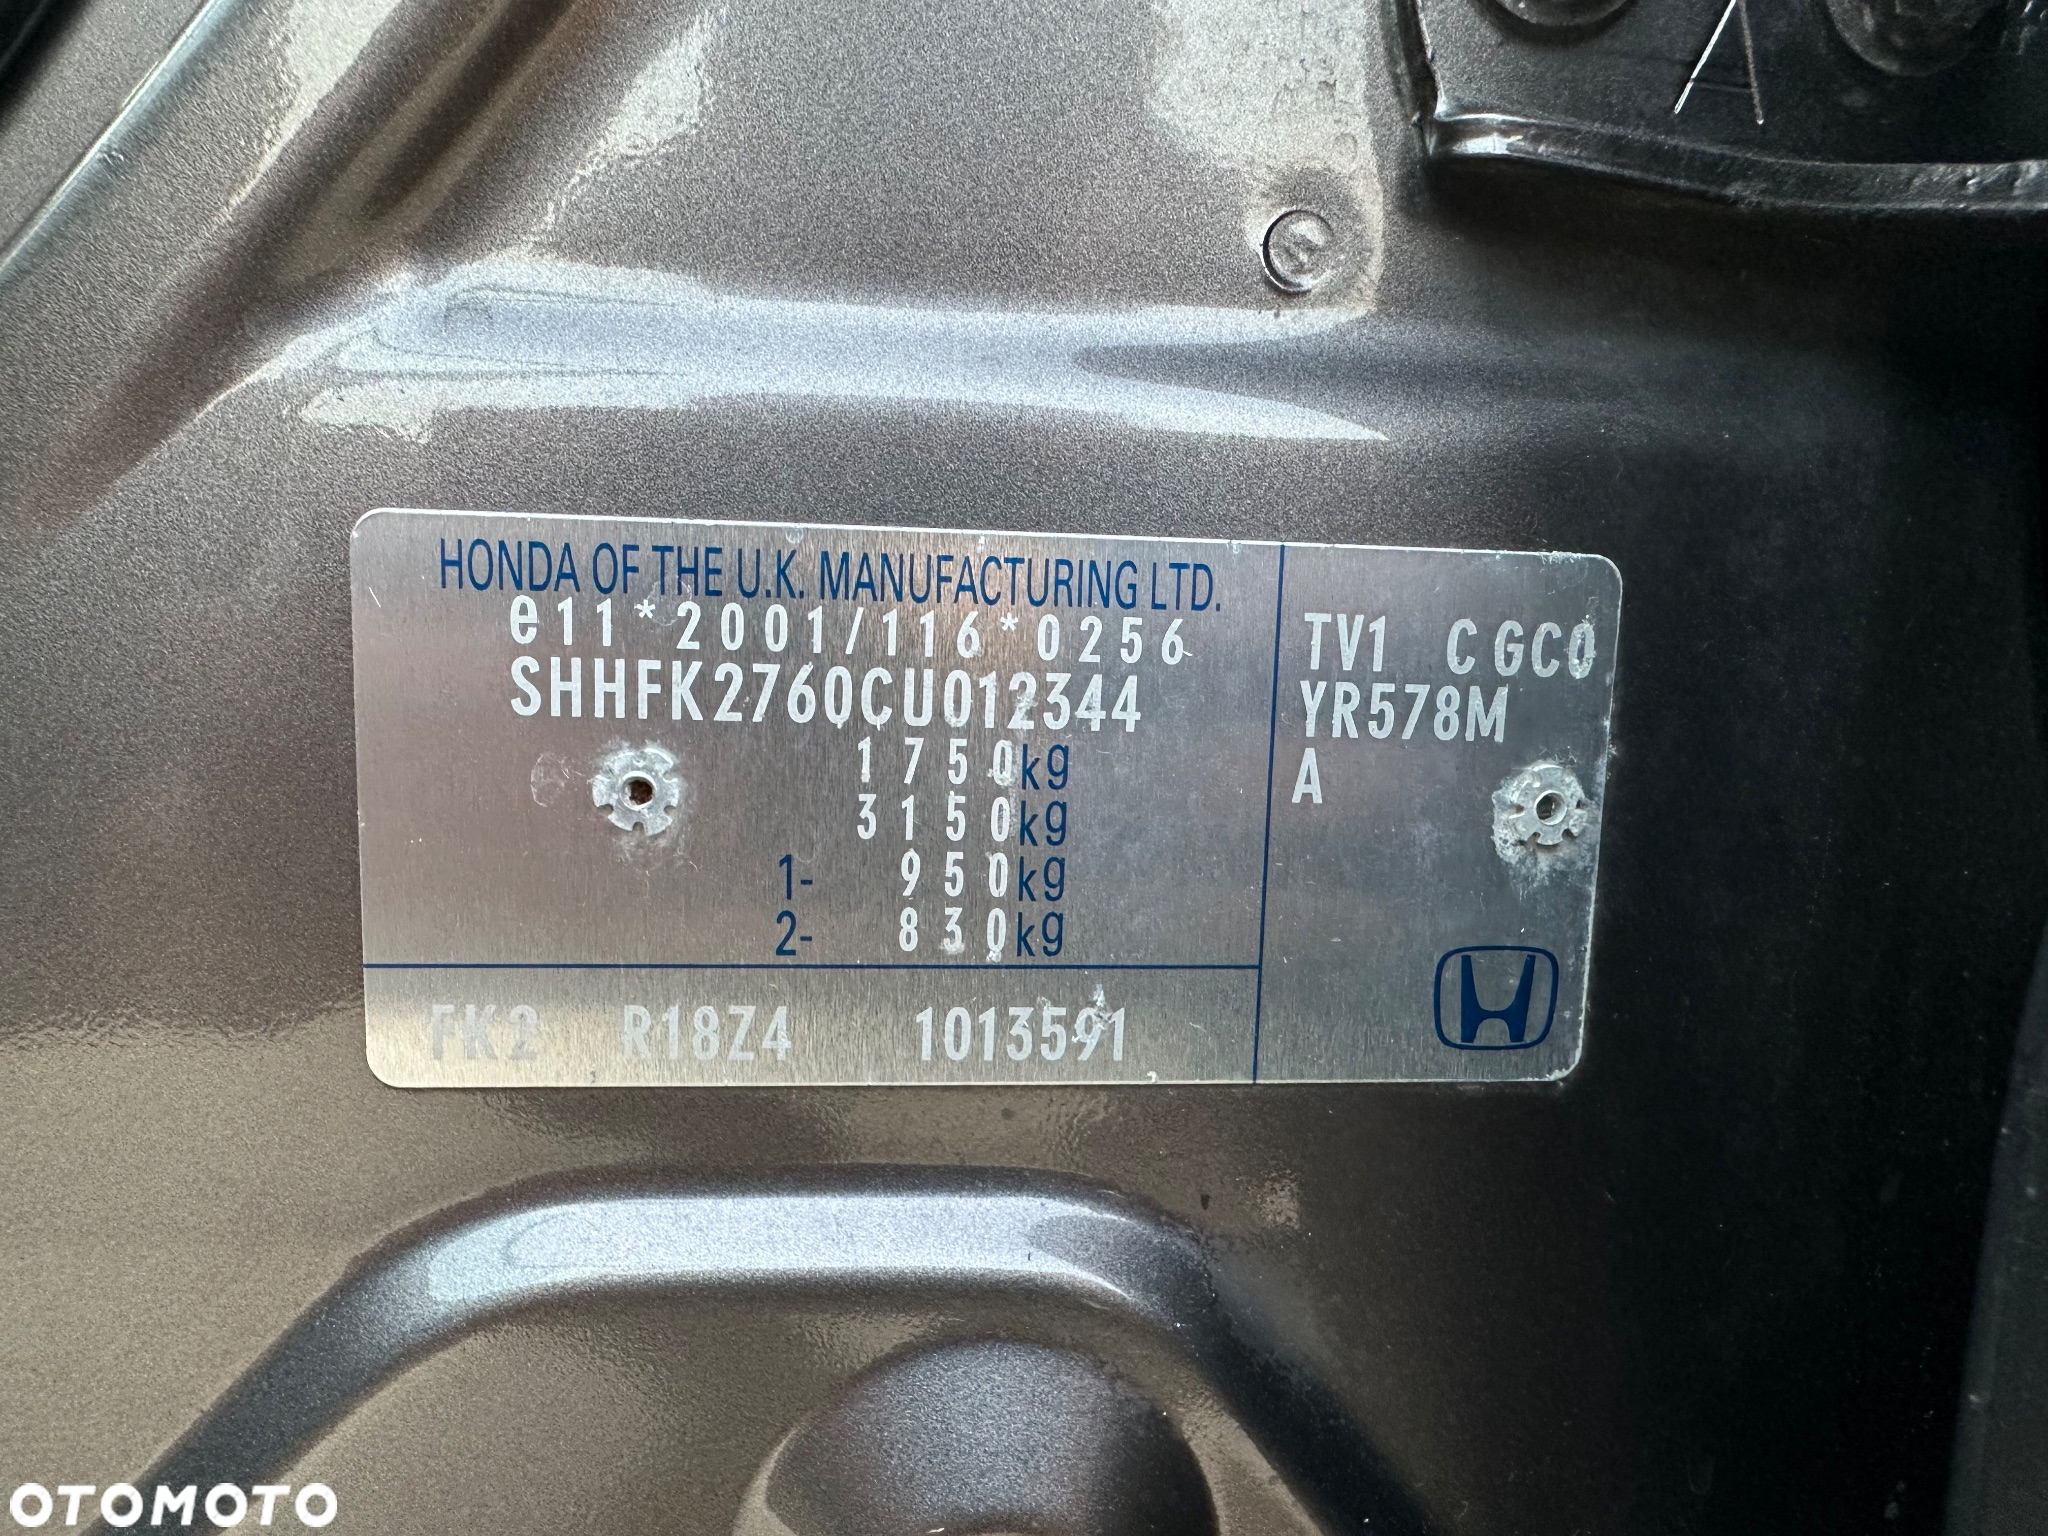 HONDA OF THE U.K. MANUFACTURING LTD.
e11*2001/116*0256
SHHFK2760CU012344
1750kg
3150kg
1- 950kg
2- 830kg
FK2 R18Z4 1013591
TV1 CGC0
YR578M
A
OTOMOTO